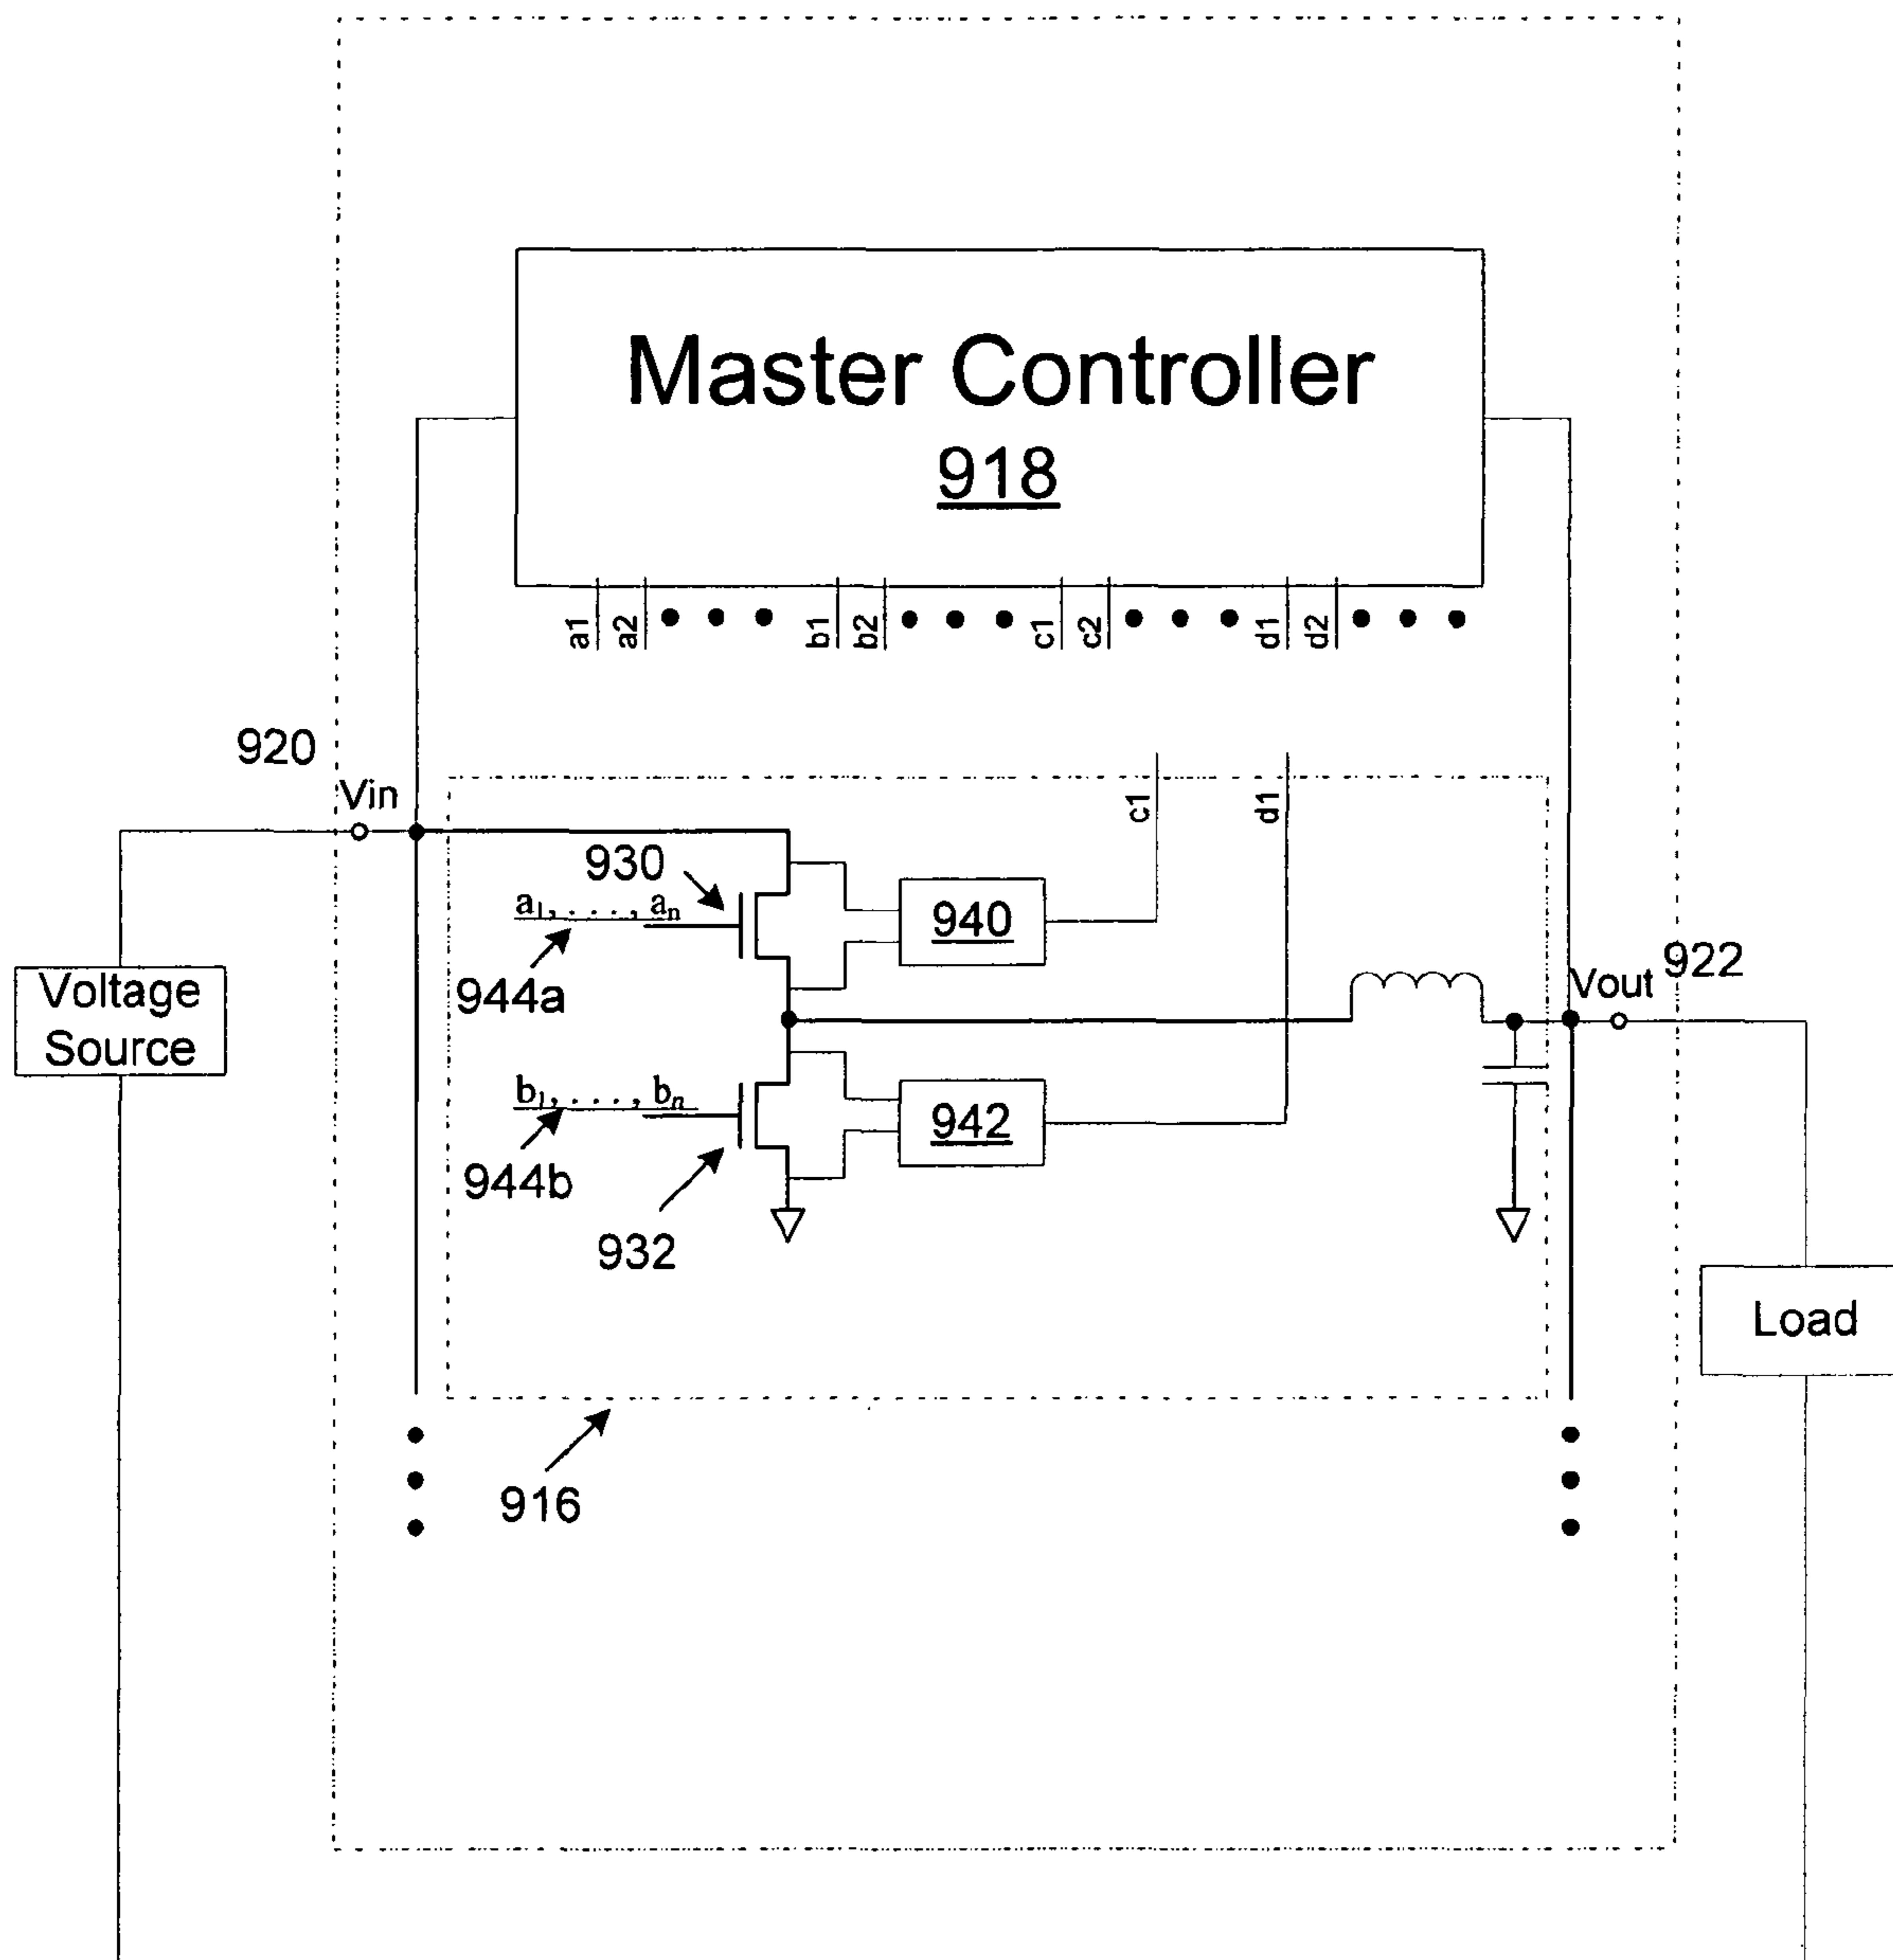 Master Controller
918
a1 a2 b1 b2 c1 c2 d1 d2
920
Vin
c1 d1
930
a1, . . . , an
940
944a
922
Vout
Voltage
Source
b1, . . . , bn
942
944b
932
Load
916